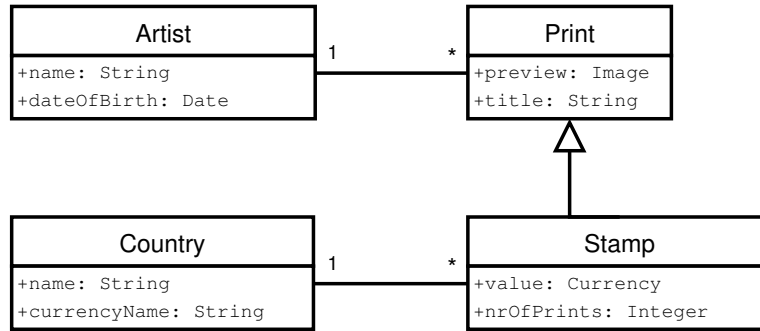 Artist
+name: String
+dateOfBirth: Date
1
*
Print
+preview: Image
+title: String
Country
+name: String
+currencyName: String
1
*
Stamp
+value: Currency
+nrOfPrints: Integer